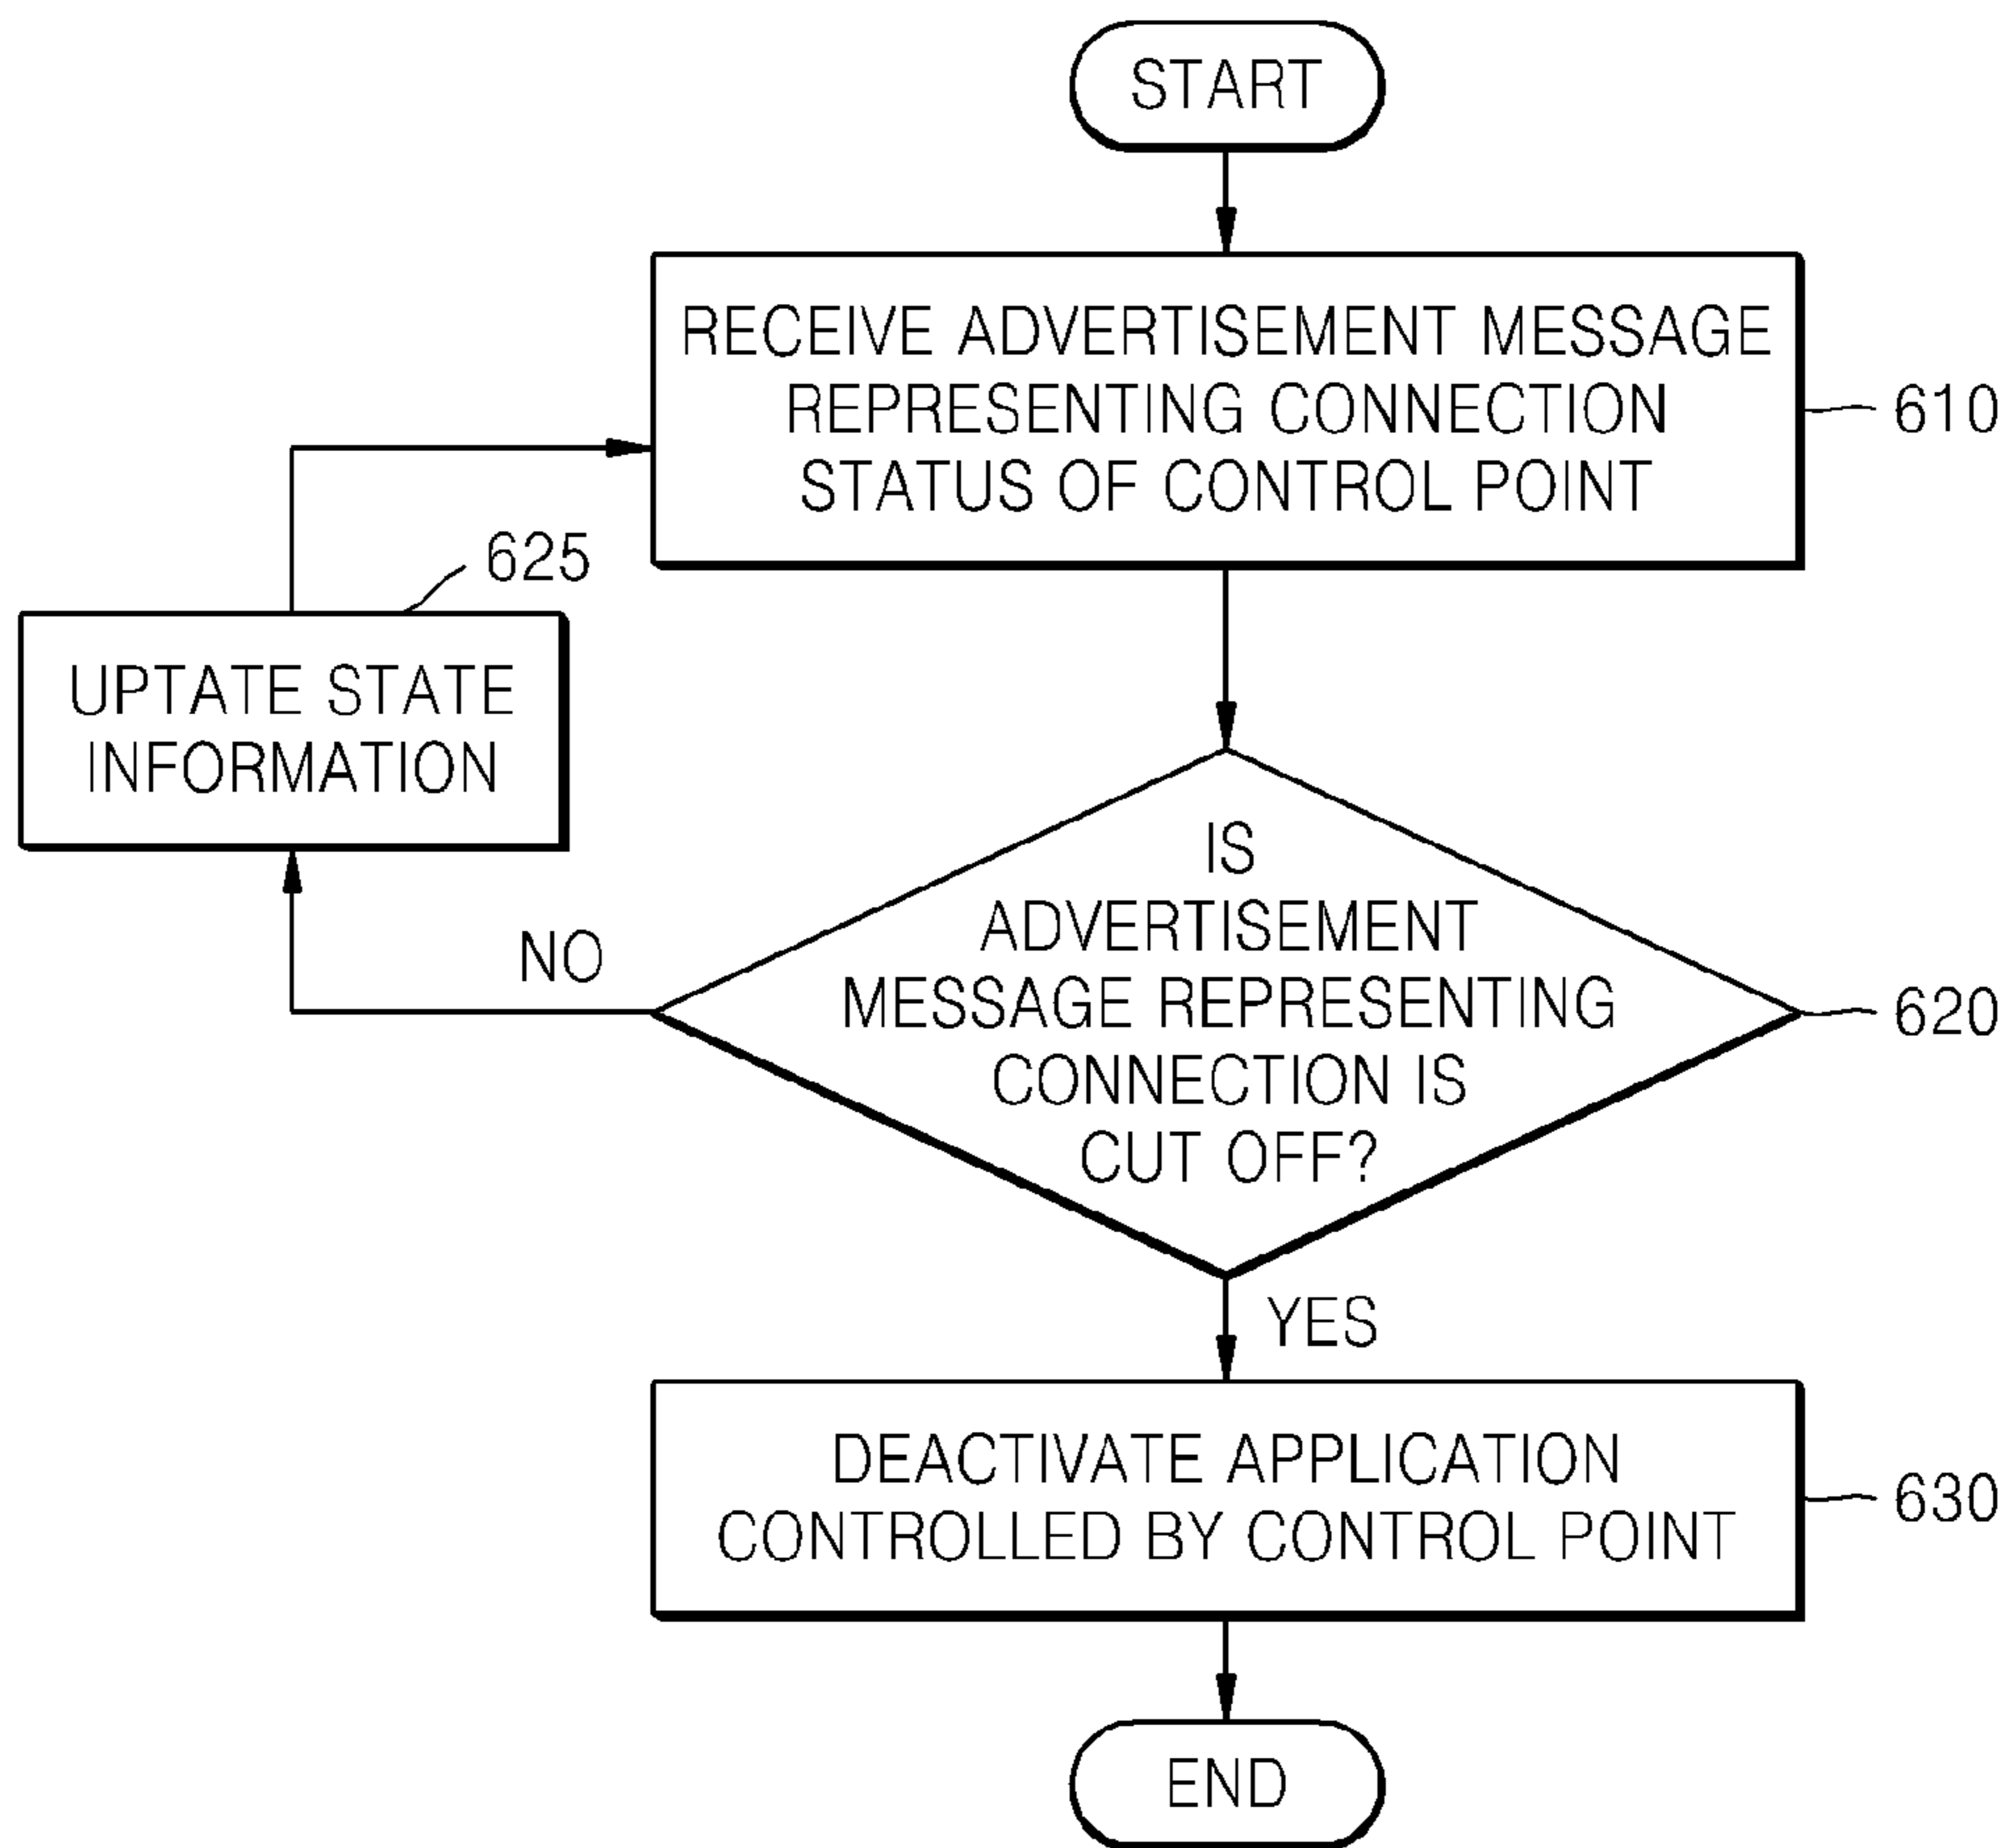 START
RECEIVE ADVERTISEMENT MESSAGE
REPRESENTING CONNECTION
STATUS OF CONTROL POINT
610
625
UPTATE STATE
INFORMATION
IS
ADVERTISEMENT
MESSAGE REPRESENTING
CONNECTION IS
CUT OFF?
620
NO
YES
DEACTIVATE APPLICATION
CONTROLLED BY CONTROL POINT
630
END